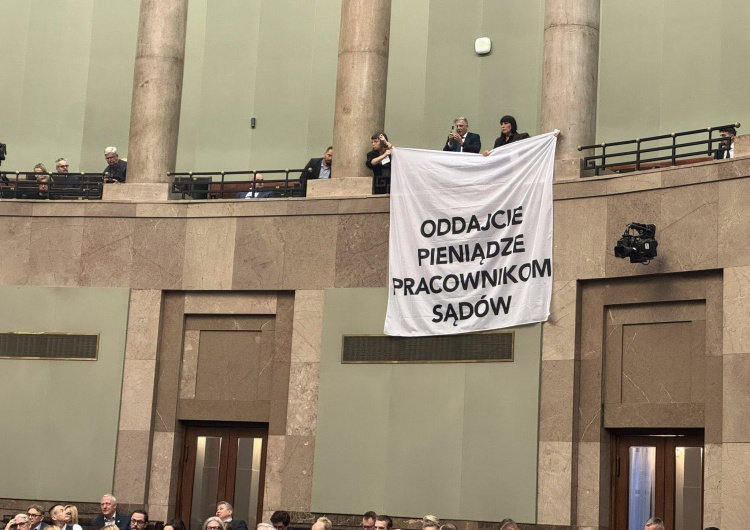 ODDAJCIE
PIENIĄDZE
PRACOWNIKOM
SĄDÓW